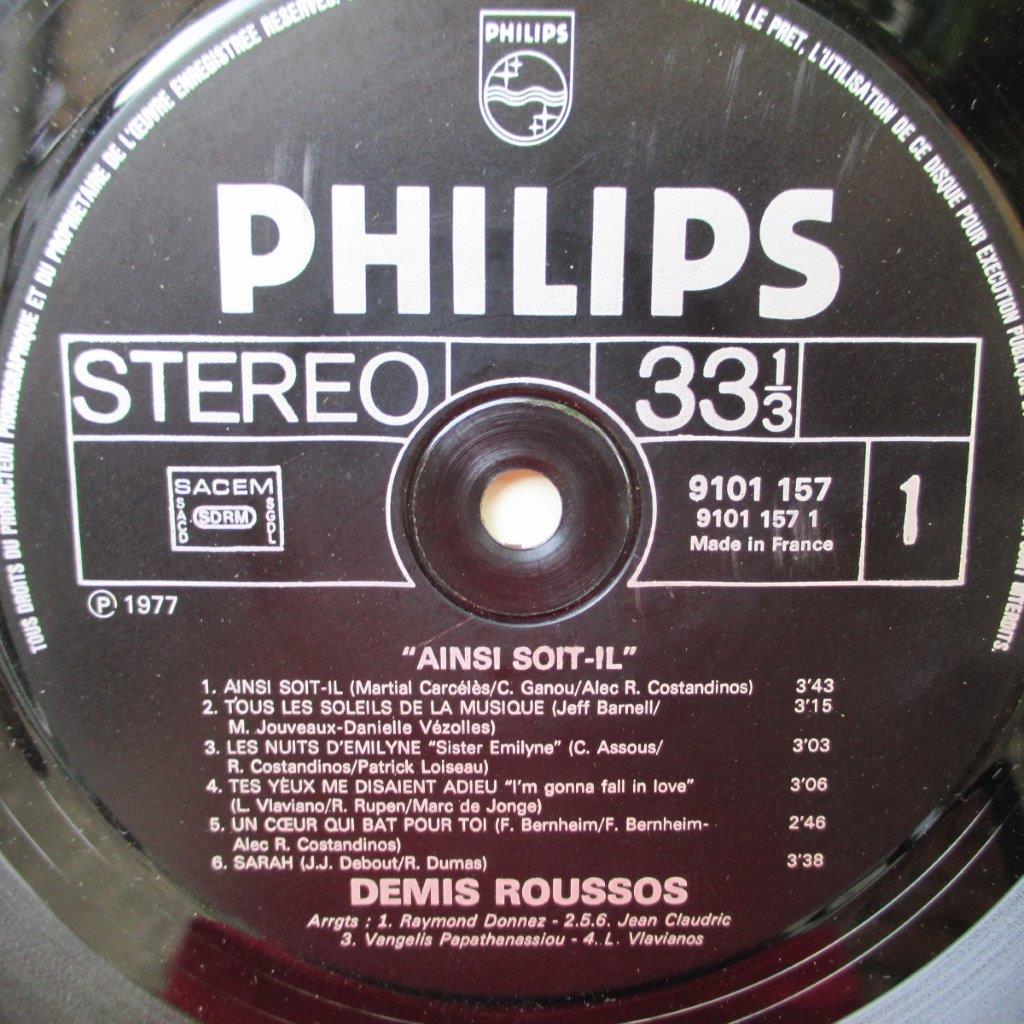 TOUS DROITS DU PRODUCTEUR PHONOGRAPHIQUE ET DU PROPRIETAIRE DE L'ŒUVRE ENREGISTREE RESERVES.
LE PRET, L'UTILISATION DE CE DISQUE POUR EXECUTION PUBLIQUE
INTERDITS.
PHILIPS
PHILIPS
STEREO
33 1/3
SACEM
SACD
SDRM
SGDL
9101 157
9101 157 1
Made in France
1
Ⓟ 1977
"AINSI SOIT-IL"
1. AINSI SOIT-IL (Martial Carcélès/C. Ganou/Alec R. Costandinos) 3'43
2. TOUS LES SOLEILS DE LA MUSIQUE (Jeff Barnell/ 3'15
M. Jouveaux-Danielle Vézolles)
3. LES NUITS D'EMILYNE "Sister Emilyne" (C. Assous/ 3'03
R. Costandinos/Patrick Loiseau)
4. TES YEUX ME DISAIENT ADIEU "I'm gonna fall in love" 3'06
(L. Vlaviano/R. Rupen/Marc de Jonge)
5. UN CŒUR QUI BAT POUR TOI (F. Bernheim/F. Bernheim- 2'46
Alec R. Costandinos)
6. SARAH (J.J. Debout/R. Dumas) 3'38
DEMIS ROUSSOS
Arrgts : 1. Raymond Donnez - 2.5.6. Jean Claudric
3. Vangelis Papathanassiou - 4. L. Vlavianos